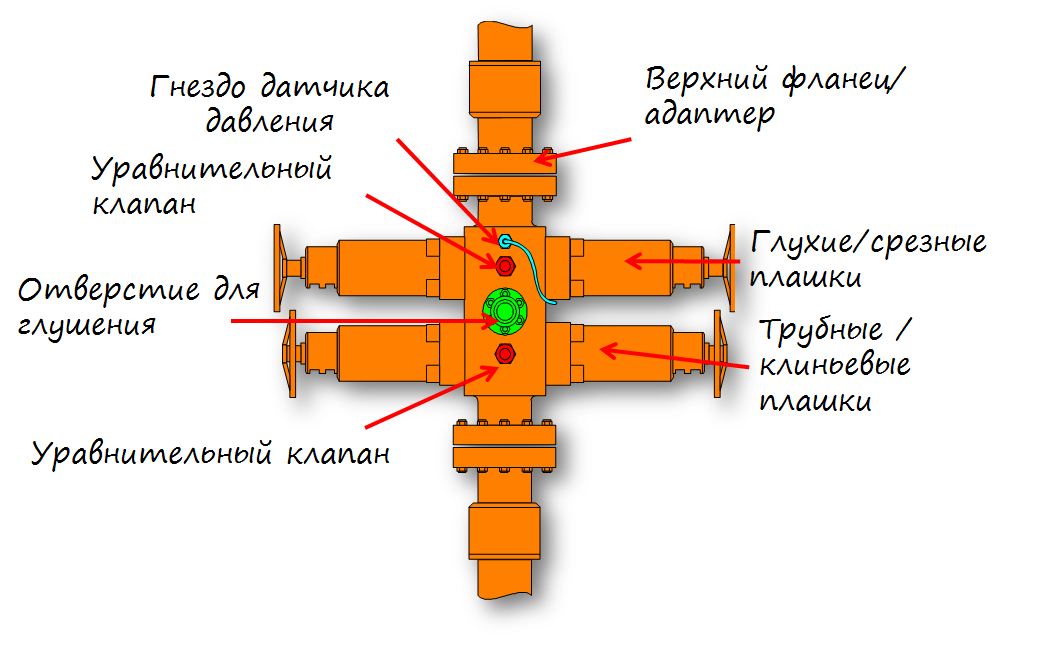 Гнездо датчика
давления
Верхний фланец/
адаптер
Уравнительный
клапан
Глухие/срезные
плашки
Отверстие для
глушения
Трубные /
клиньевые
плашки
Уравнительный клапан